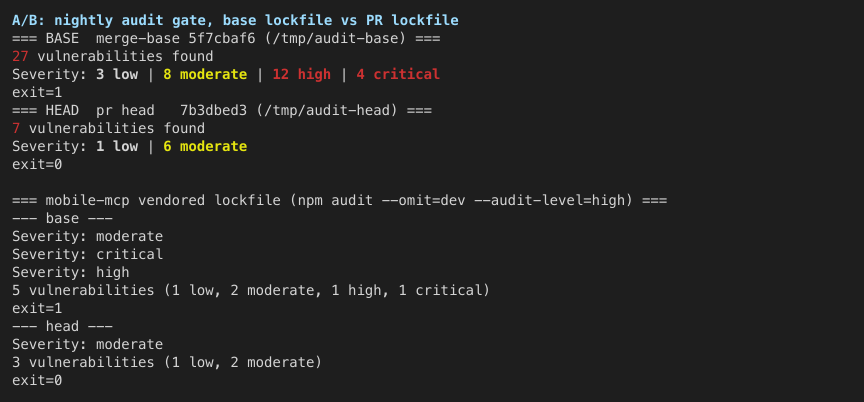 A/B: nightly audit gate, base lockfile vs PR lockfile
=== BASE  merge-base 5f7cbaf6 (/tmp/audit-base) ===
27 vulnerabilities found
Severity: 3 low | 8 moderate | 12 high | 4 critical
exit=1
=== HEAD  pr head   7b3dbed3 (/tmp/audit-head) ===
7 vulnerabilities found
Severity: 1 low | 6 moderate
exit=0

=== mobile-mcp vendored lockfile (npm audit --omit=dev --audit-level=high) ===
--- base ---
Severity: moderate
Severity: critical
Severity: high
5 vulnerabilities (1 low, 2 moderate, 1 high, 1 critical)
exit=1
--- head ---
Severity: moderate
3 vulnerabilities (1 low, 2 moderate)
exit=0